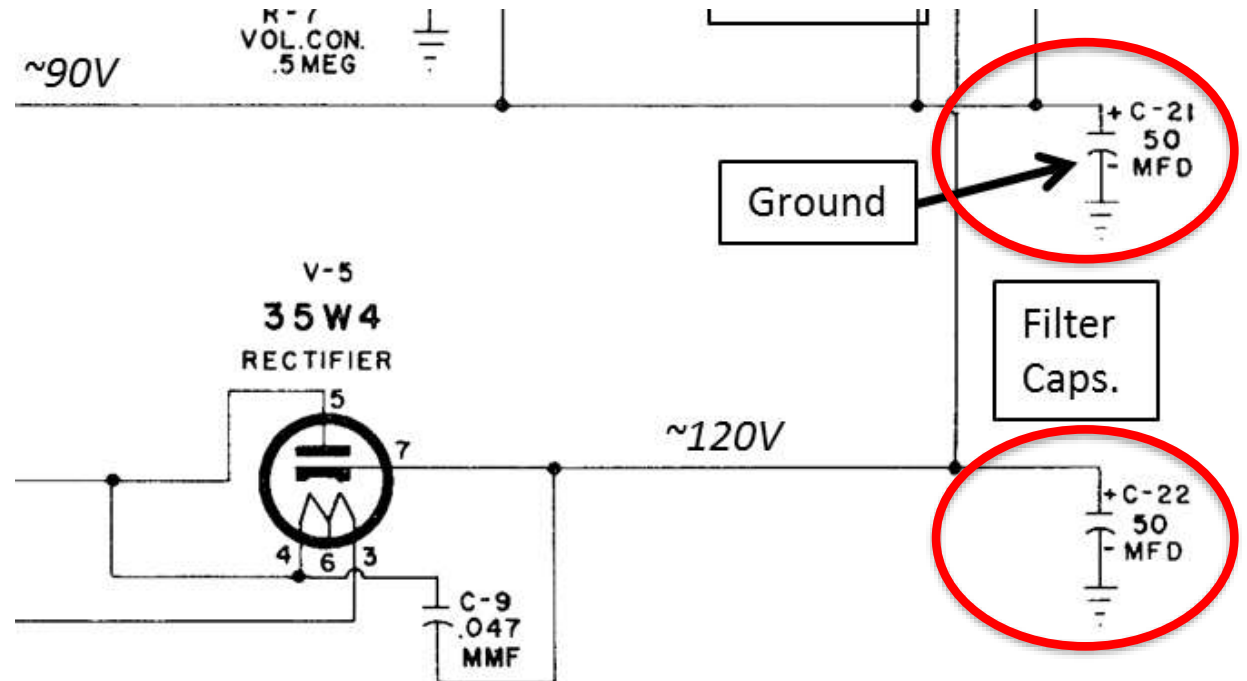 R-7
VOL.CON.
.5MEG
~90V
+ C-21
50
- MFD
Ground
V-5
35W4
RECTIFIER
Filter
Caps.
5
7
~120V
+C-22
50
- MFD
4
6
3
C-9
.047
MMF